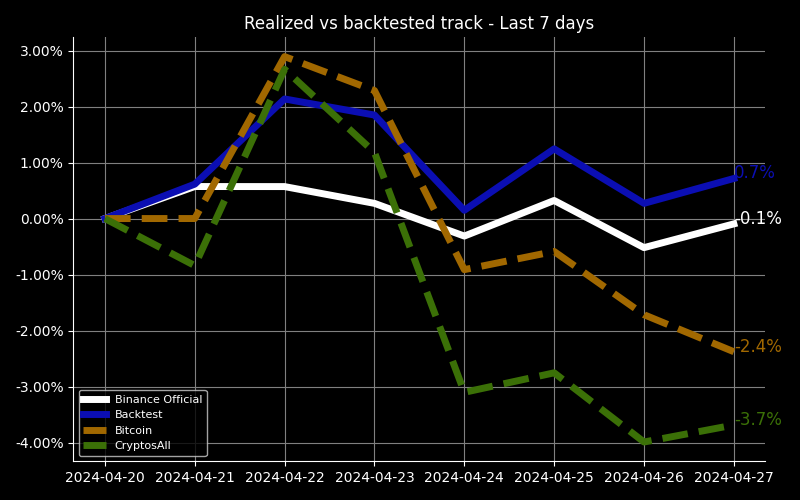 Realized vs backtested track - Last 7 days
3.00%
2.00%
1.00%
0.00%
-1.00%
-2.00%
-3.00%
-4.00%
0.7%
-0.1%
-2.4%
-3.7%
Binance Official
Backtest
Bitcoin
CryptosAll
2024-04-20 2024-04-21 2024-04-22 2024-04-23 2024-04-24 2024-04-25 2024-04-26 2024-04-27